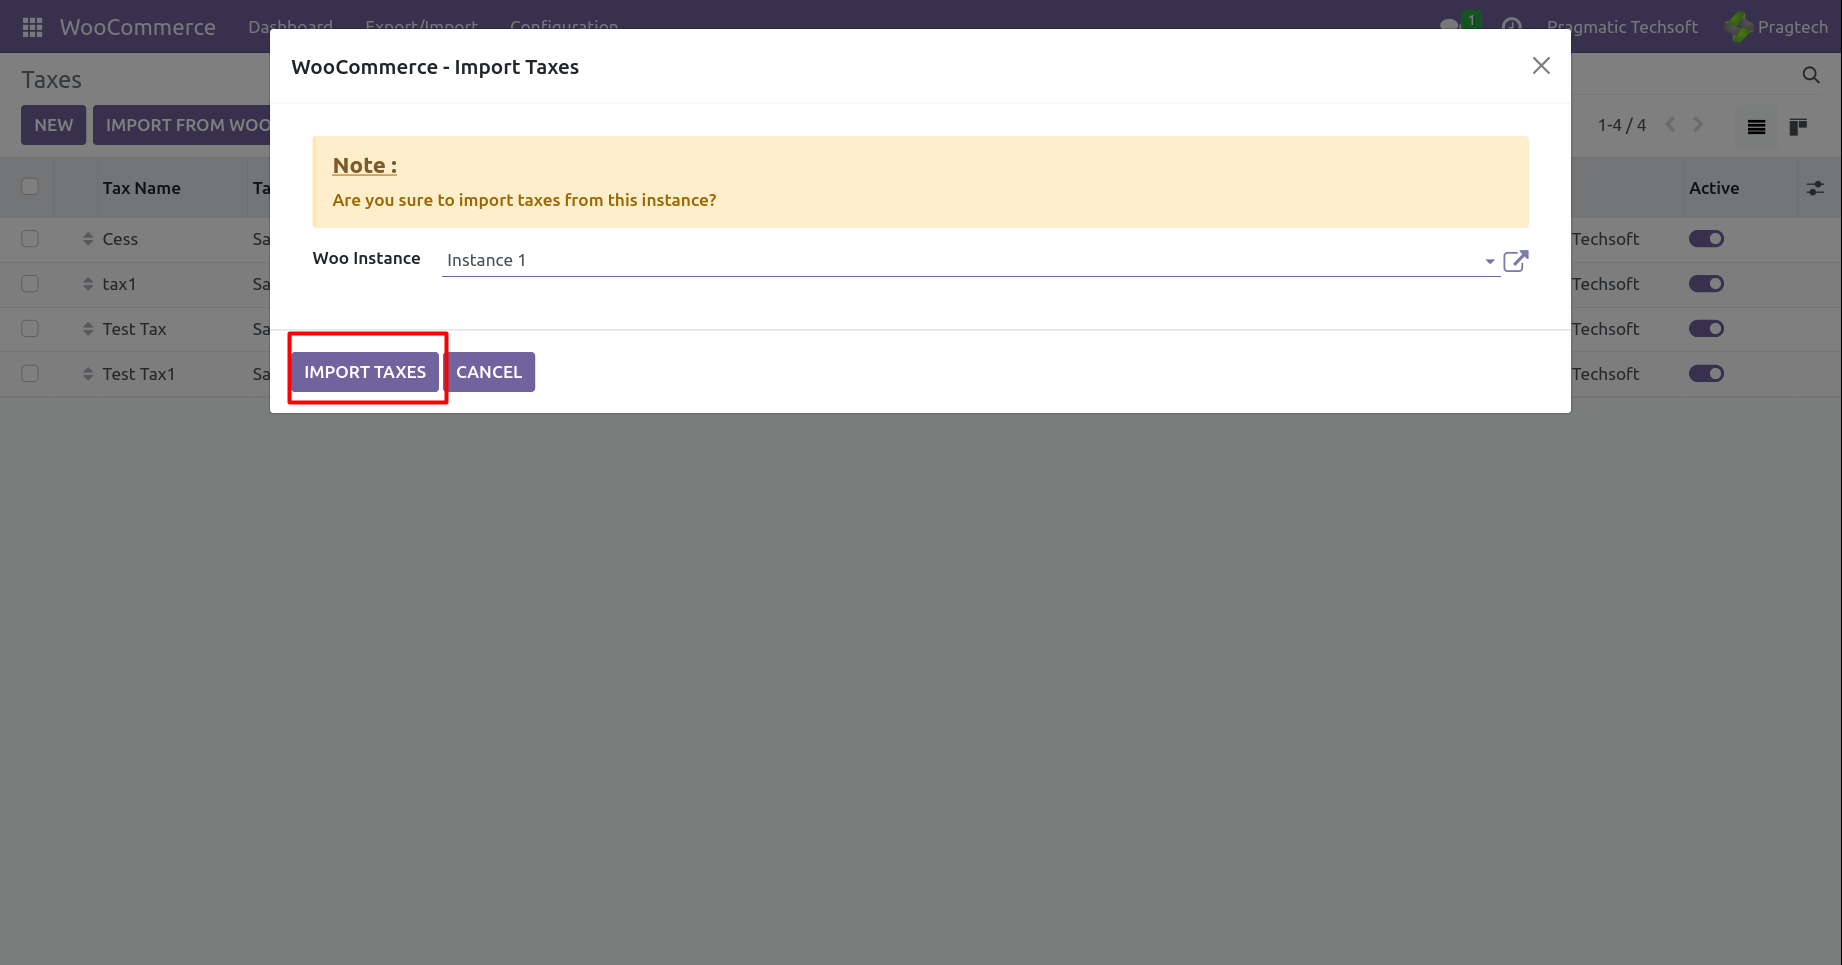 WooCommerce Dashboard Export/Import Configuration 1 Pragmatic Techsoft Pragtech
Taxes
NEW IMPORT FROM WOO 1-4 / 4
WooCommerce - Import Taxes
Note :
Are you sure to import taxes from this instance?
Woo Instance Instance 1
IMPORT TAXES CANCEL
Tax Name Ta Active
Cess Sa Techsoft
tax1 Sa Techsoft
Test Tax Sa Techsoft
Test Tax1 Sa Techsoft